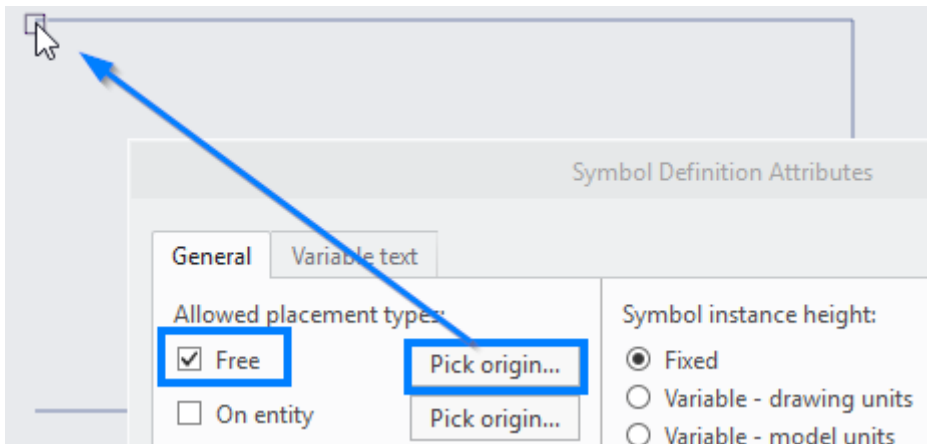 Symbol Definition Attributes
General
Variable text
Allowed placement types:
Symbol instance height:
Free
Pick origin...
Fixed
Variable - drawing units
On entity
Pick origin...
Variable - model units